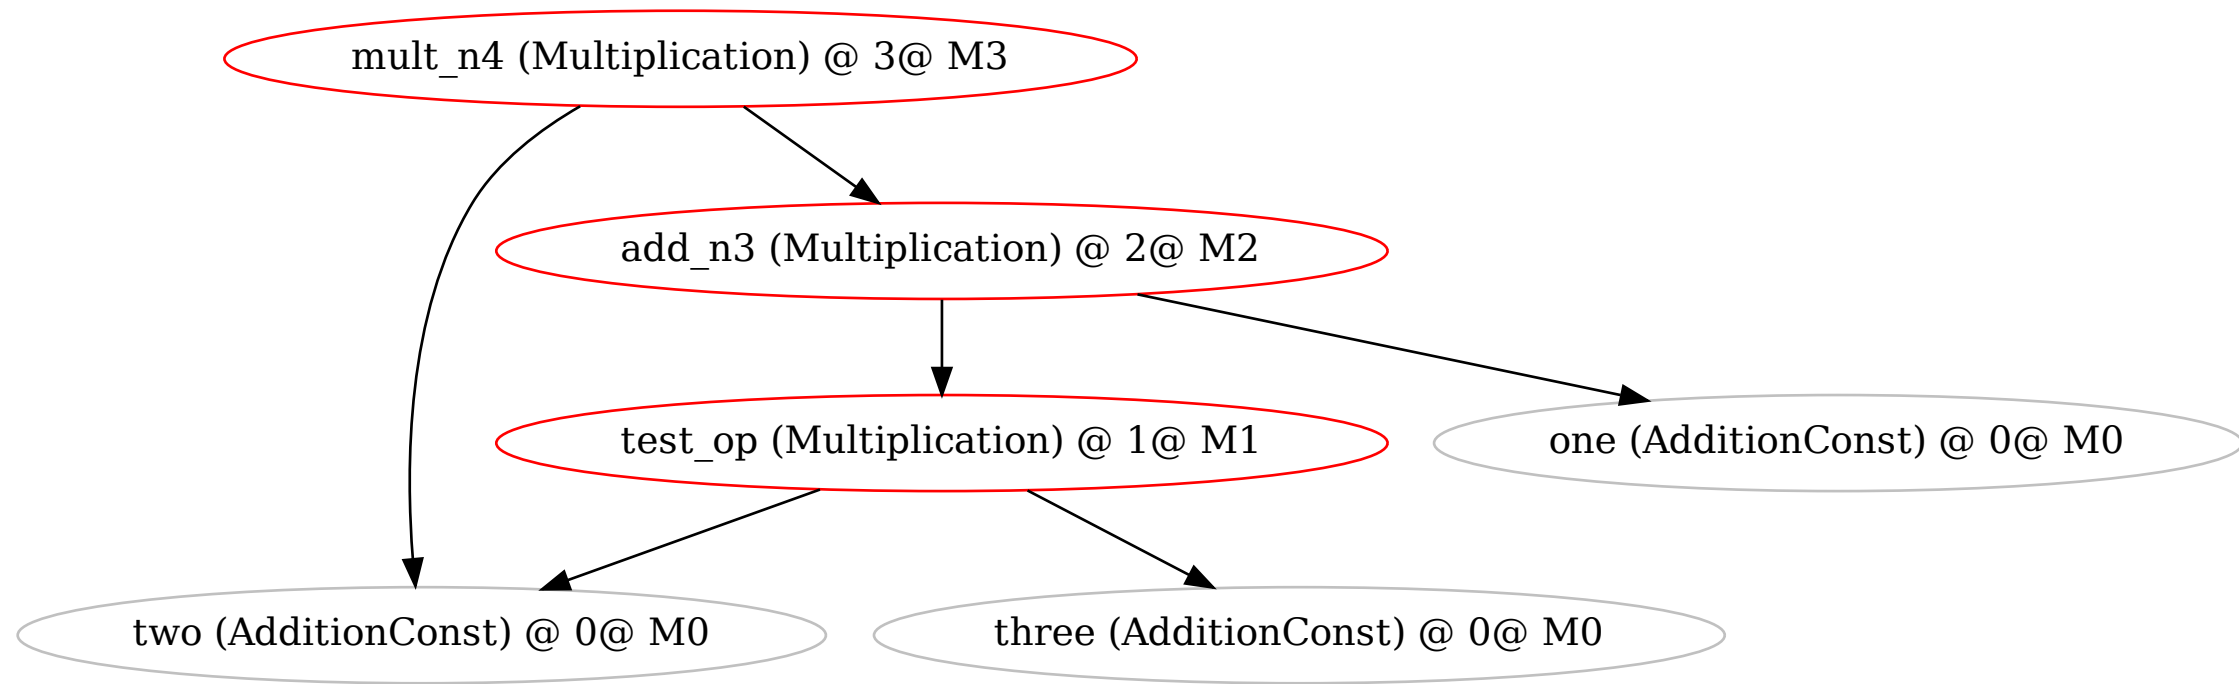 mult_n4 (Multiplication) @ 3@ M3
add_n3 (Multiplication) @ 2@ M2
test_op (Multiplication) @ 1@ M1
one (AdditionConst) @ 0@ M0
two (AdditionConst) @ 0@ M0
three (AdditionConst) @ 0@ M0